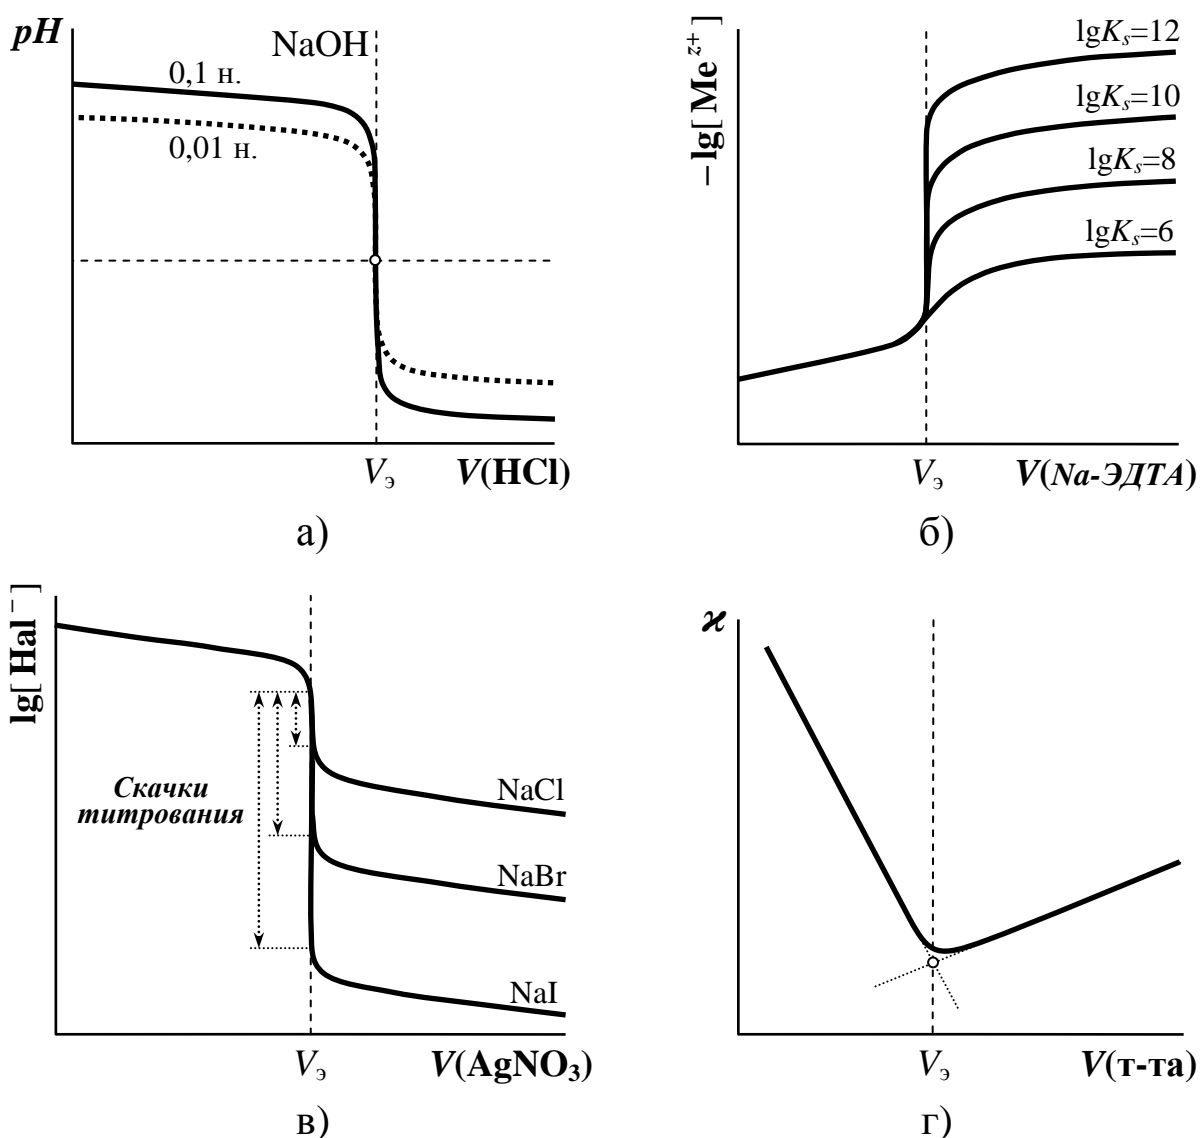 pH
NaOH
0,1 н.
0,01 н.
Vэ
V(HCl)
а)
−lg[ Me^z+ ]
lgKs=12
lgKs=10
lgKs=8
lgKs=6
Vэ
V(Na-ЭДТА)
б)
lg[ Hal^− ]
Скачки
титрования
NaCl
NaBr
NaI
Vэ
V(AgNO₃)
в)
ϰ
Vэ
V(т-та)
г)